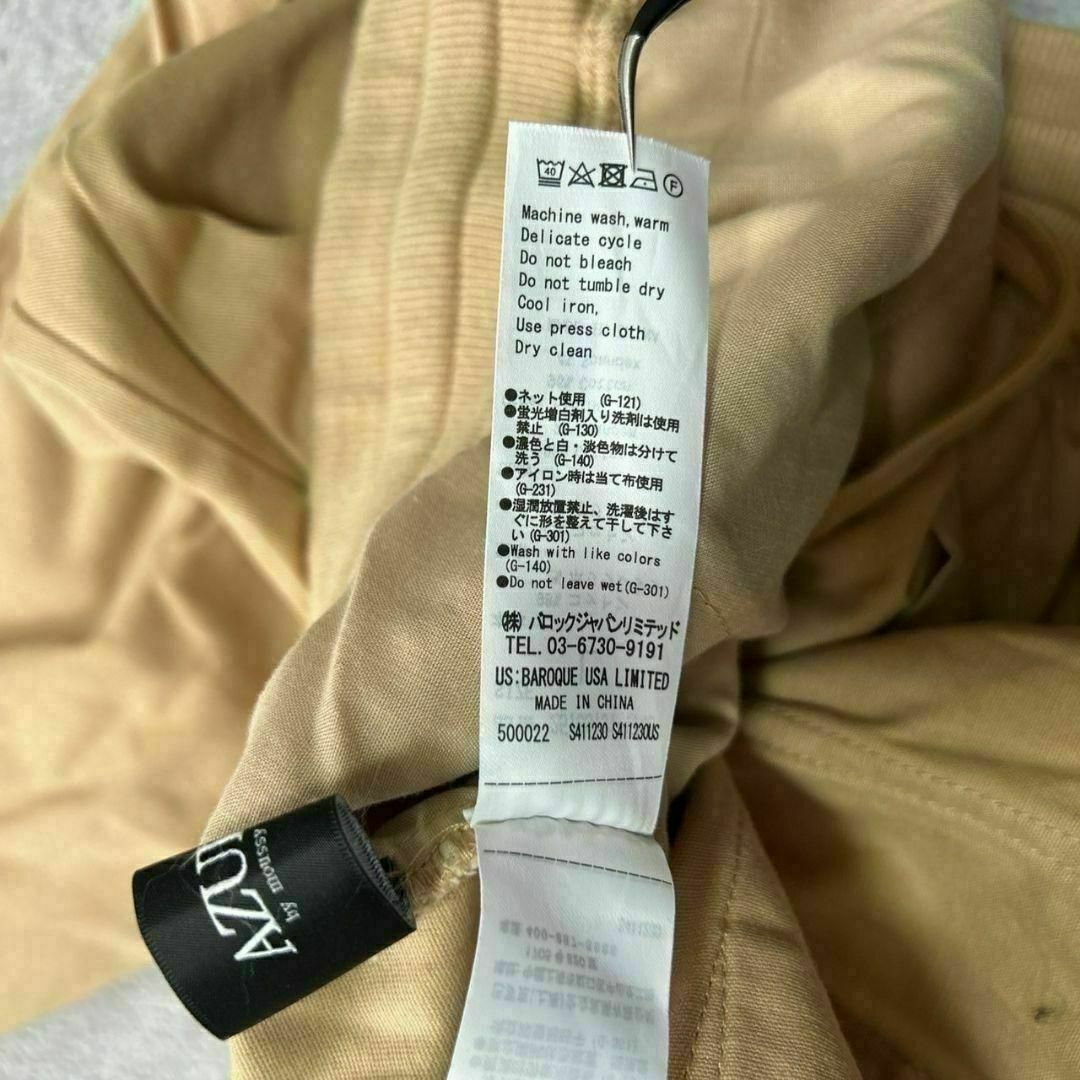 40
F
Machine wash,warm
Delicate cycle
Do not bleach
Do not tumble dry
Cool iron,
Use press cloth
Dry clean
●ネット使用 (G-121)
●蛍光増白剤入り洗剤は使用
禁止 (G-130)
●濃色と白・淡色物は分けて
洗う (G-140)
●アイロン時は当て布使用
(G-231)
●湿潤放置禁止、洗濯後はす
ぐに形を整えて干して下さ
い (G-301)
●Wash with like colors
(G-140)
●Do not leave wet(G-301)
㈱ バロックジャパンリミテッド
TEL. 03-6730-9191
US:BAROQUE USA LIMITED
MADE IN CHINA
500022 S411230 S411230US
AZU
by moussy